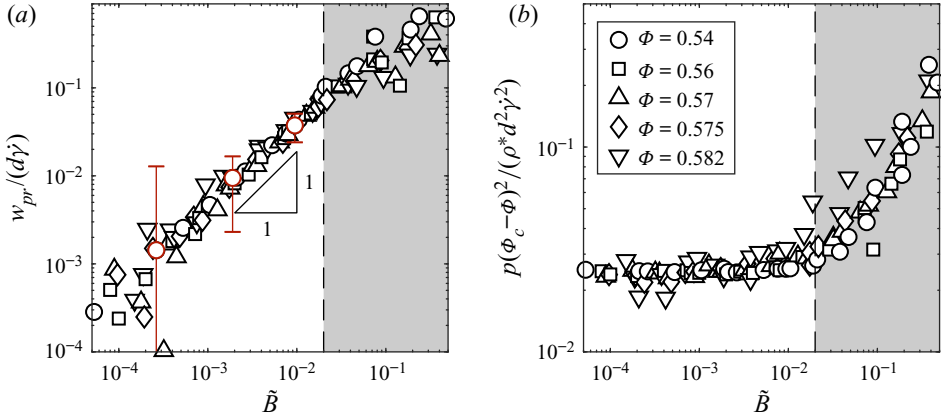 (a)
w_pr/(dγ̇)
10⁻¹
10⁻²
10⁻³
10⁻⁴
1
1
10⁻⁴ 10⁻³ 10⁻² 10⁻¹
B̃
(b)
p(Φ_c−Φ)²/(ρ*d²γ̇²)
10⁻¹
10⁻²
Φ = 0.54
Φ = 0.56
Φ = 0.57
Φ = 0.575
Φ = 0.582
10⁻⁴ 10⁻³ 10⁻² 10⁻¹
B̃